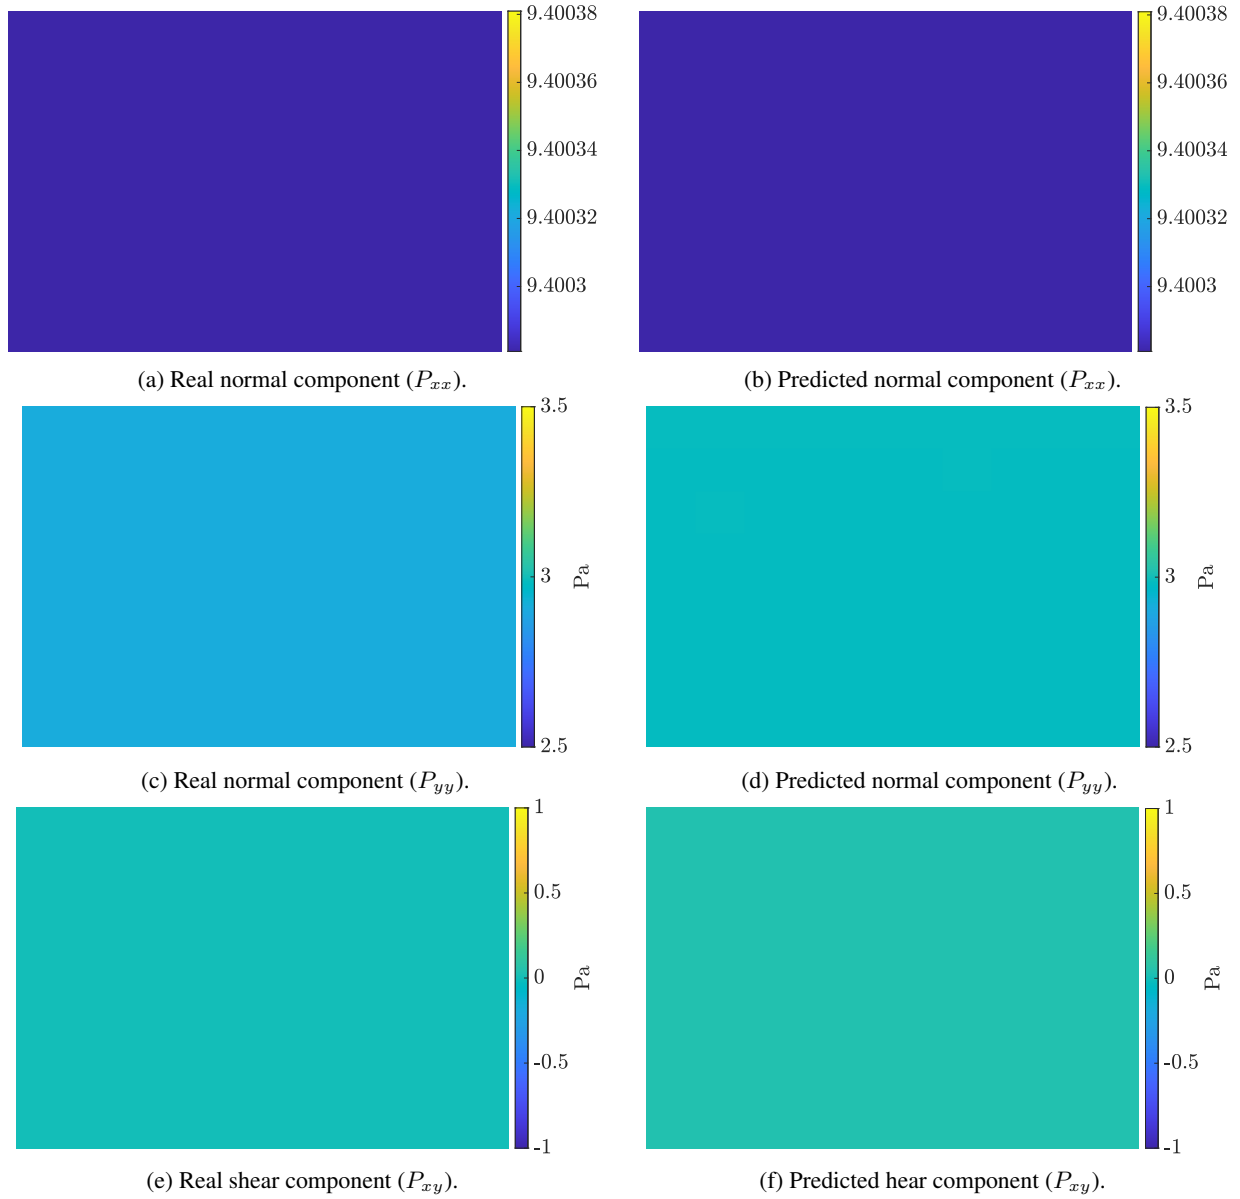 9.40038
9.40036
9.40034
9.40032
9.4003
9.40038
9.40036
9.40034
9.40032
9.4003
(a) Real normal component (Pxx).
(b) Predicted normal component (Pxx).
3.5
3
2.5
Pa
3.5
3
2.5
Pa
(c) Real normal component (Pyy).
(d) Predicted normal component (Pyy).
1
0.5
0
-0.5
-1
Pa
1
0.5
0
-0.5
-1
Pa
(e) Real shear component (Pxy).
(f) Predicted hear component (Pxy).